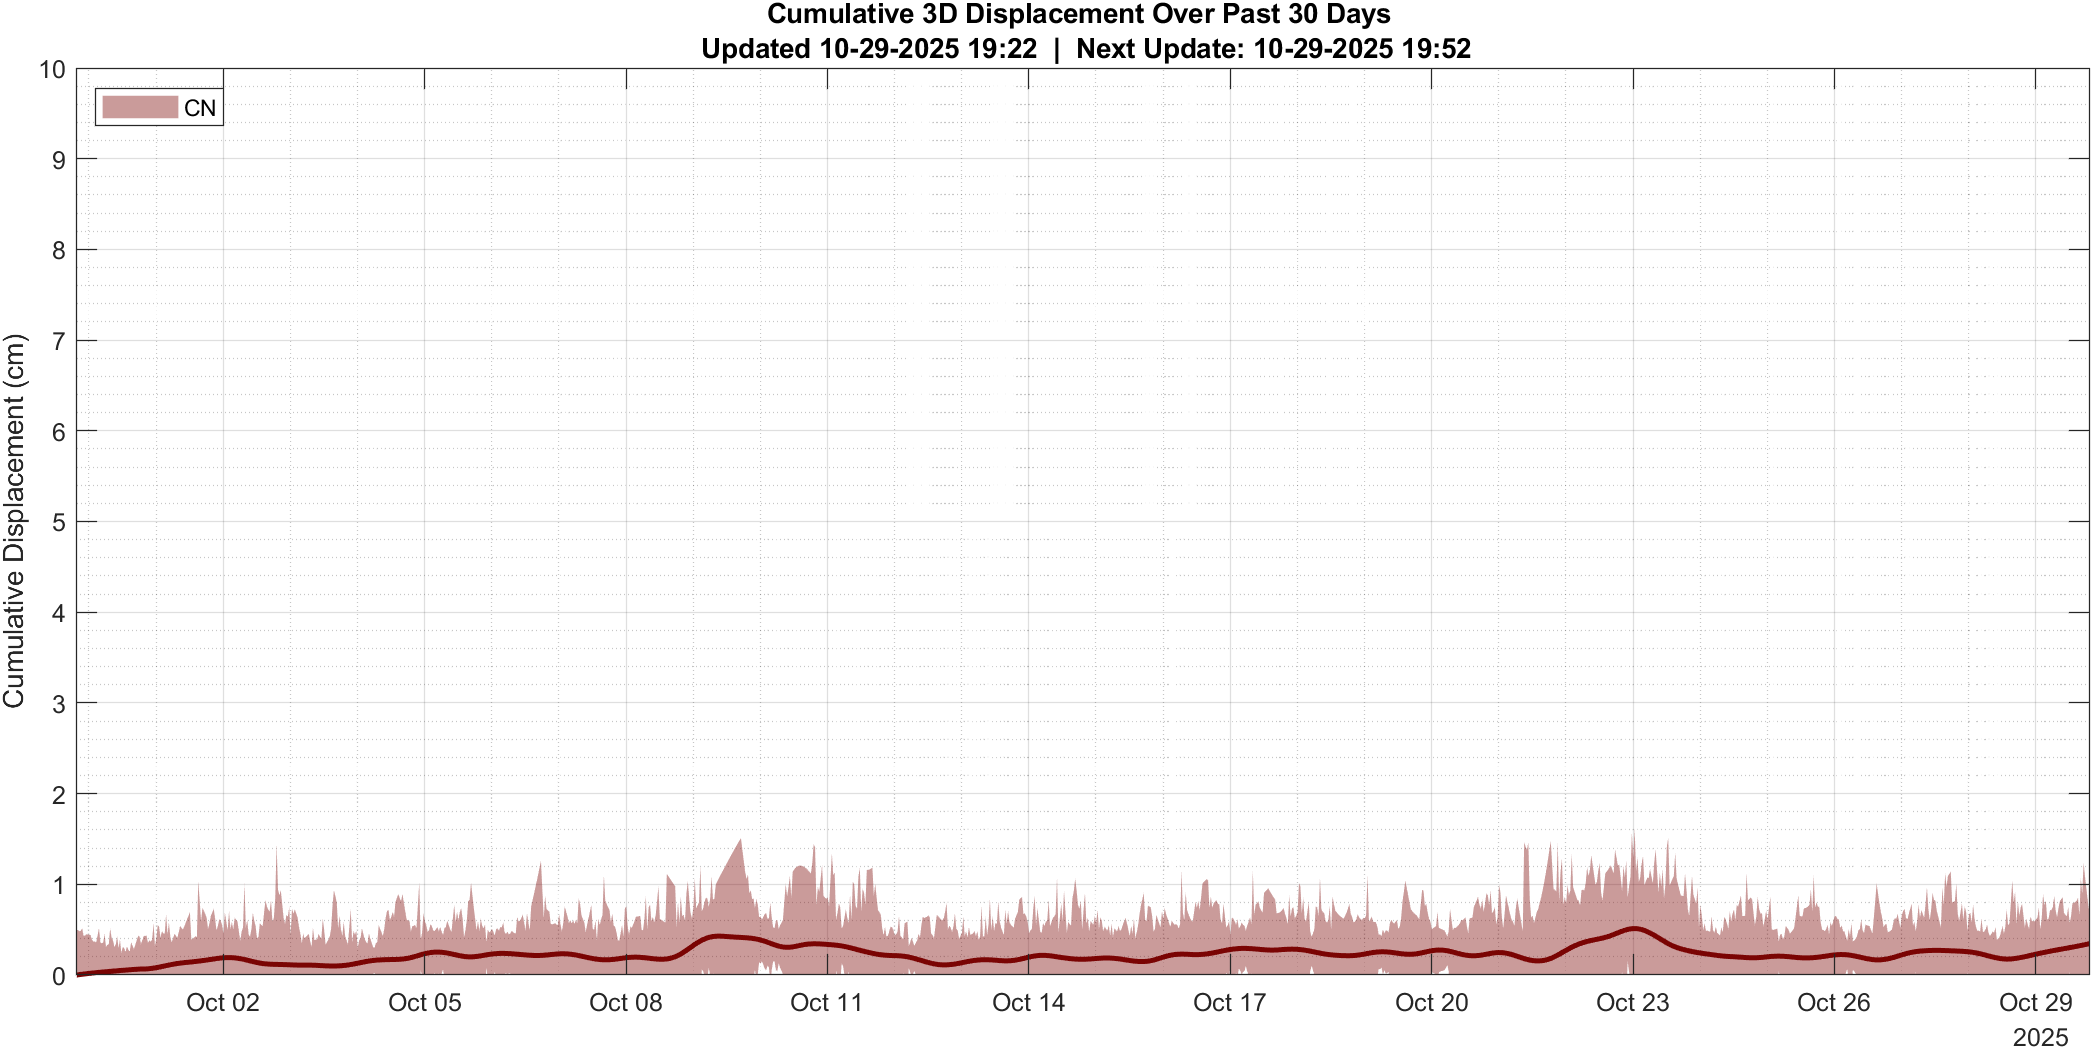 Cumulative 3D Displacement Over Past 30 Days
Updated 10-29-2025 19:22 | Next Update: 10-29-2025 19:52
CN
Cumulative Displacement (cm)
10
9
8
7
6
5
4
3
2
1
0
Oct 02
Oct 05
Oct 08
Oct 11
Oct 14
Oct 17
Oct 20
Oct 23
Oct 26
Oct 29
2025